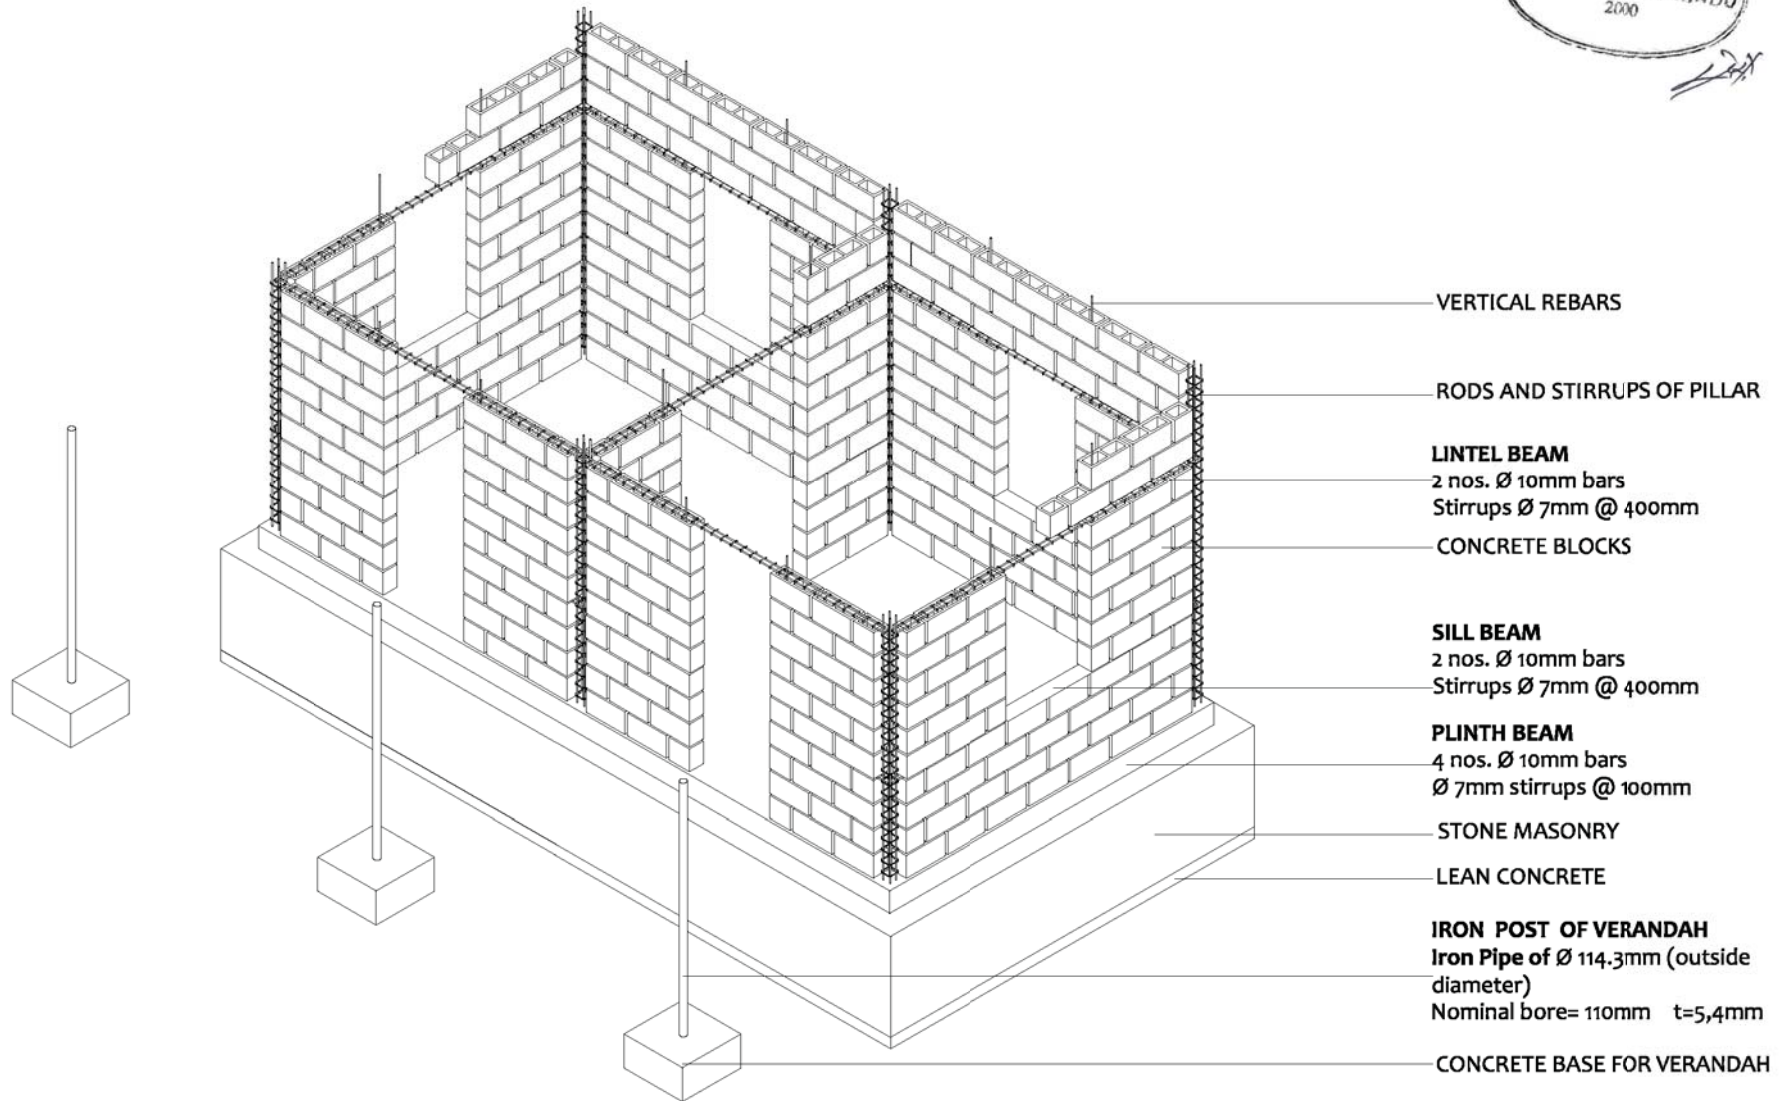 2000
VERTICAL REBARS
RODS AND STIRRUPS OF PILLAR
LINTEL BEAM
2 nos. Ø 10mm bars
Stirrups Ø 7mm @ 400mm
CONCRETE BLOCKS
SILL BEAM
2 nos. Ø 10mm bars
Stirrups Ø 7mm @ 400mm
PLINTH BEAM
4 nos. Ø 10mm bars
Ø 7mm stirrups @ 100mm
STONE MASONRY
LEAN CONCRETE
IRON POST OF VERANDAH
Iron Pipe of Ø 114.3mm (outside
diameter)
Nominal bore= 110mm t=5,4mm
CONCRETE BASE FOR VERANDAH